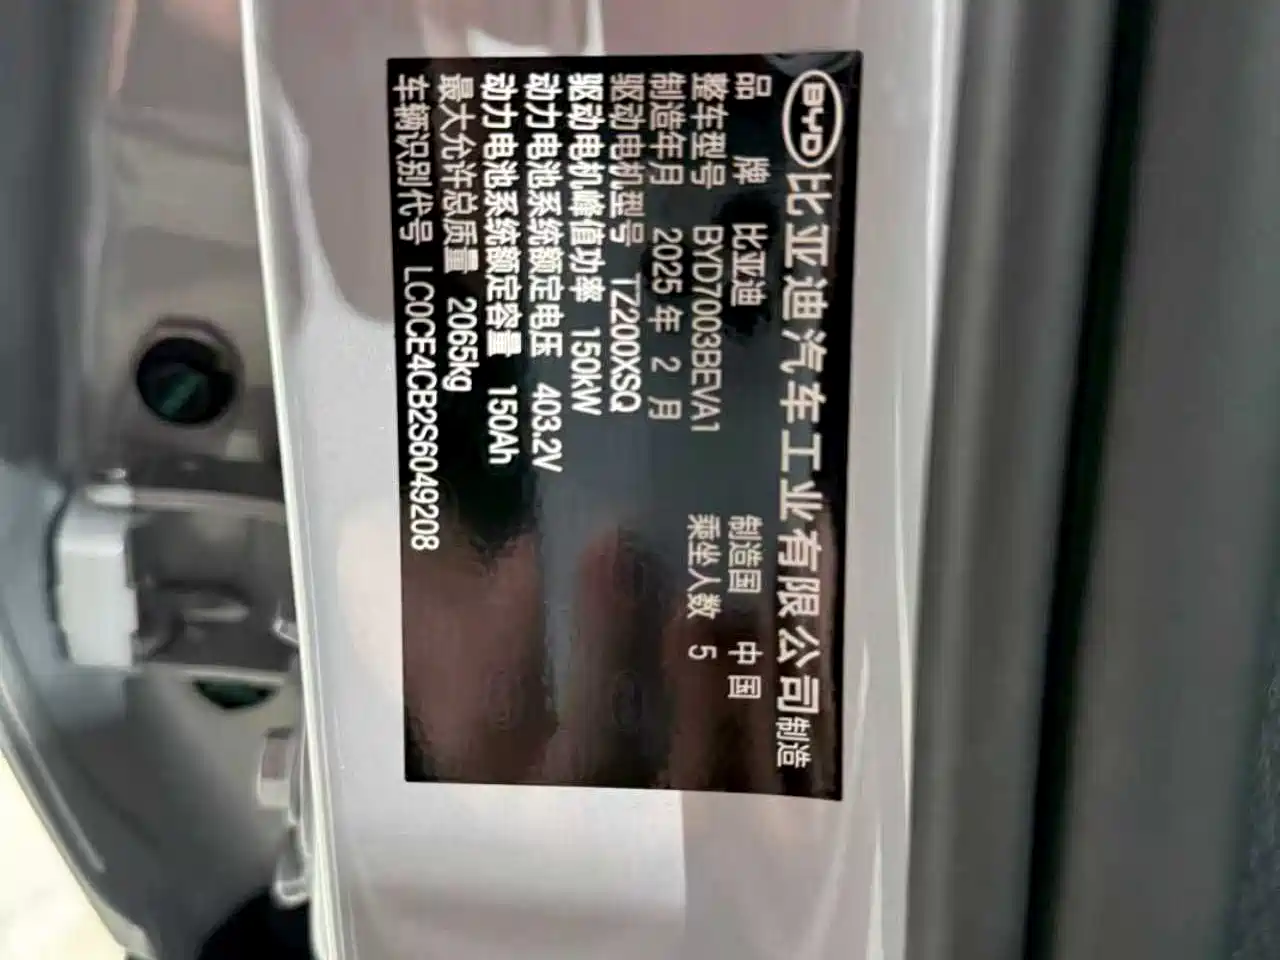 BYD 比亚迪汽车工业有限公司 制造
品 牌 比亚迪 制造国 中国
整车型号 BYD7003BEVA1 乘坐人数 5
制造年月 2025 年 2 月
驱动电机型号 TZ200XSQ
驱动电机峰值功率 150kW
动力电池系统额定电压 403.2V
动力电池系统额定容量 150Ah
最大允许总质量 2065kg
车辆识别代号 LC0CE4CB2S6049208